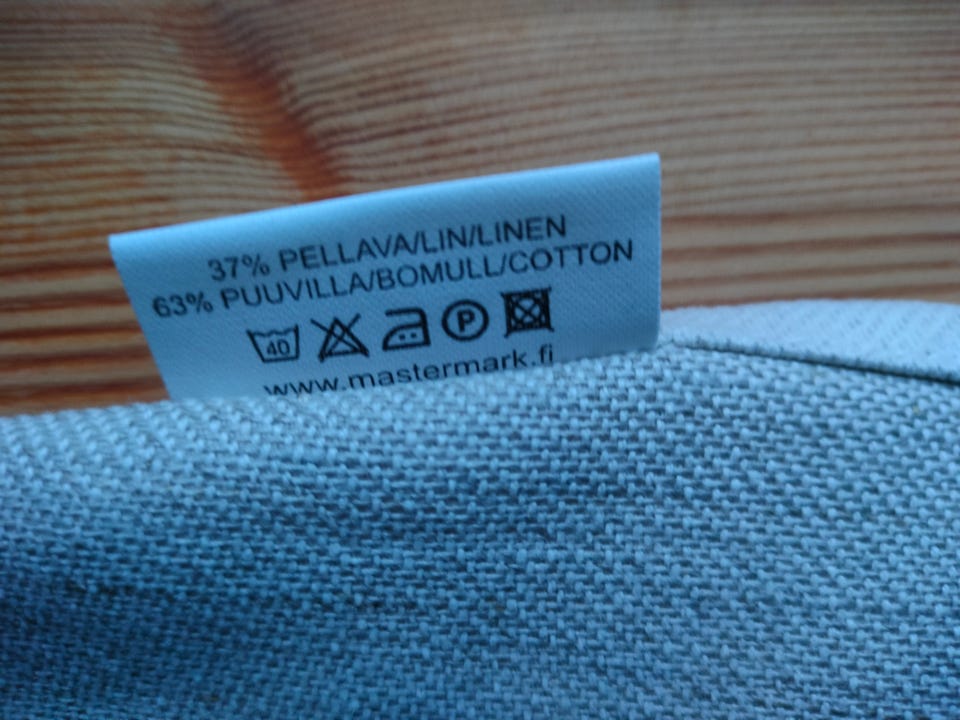 37% PELLAVA/LIN/LINEN
63% PUUVILLA/BOMULL/COTTON
40 P
www.mastermark.fi